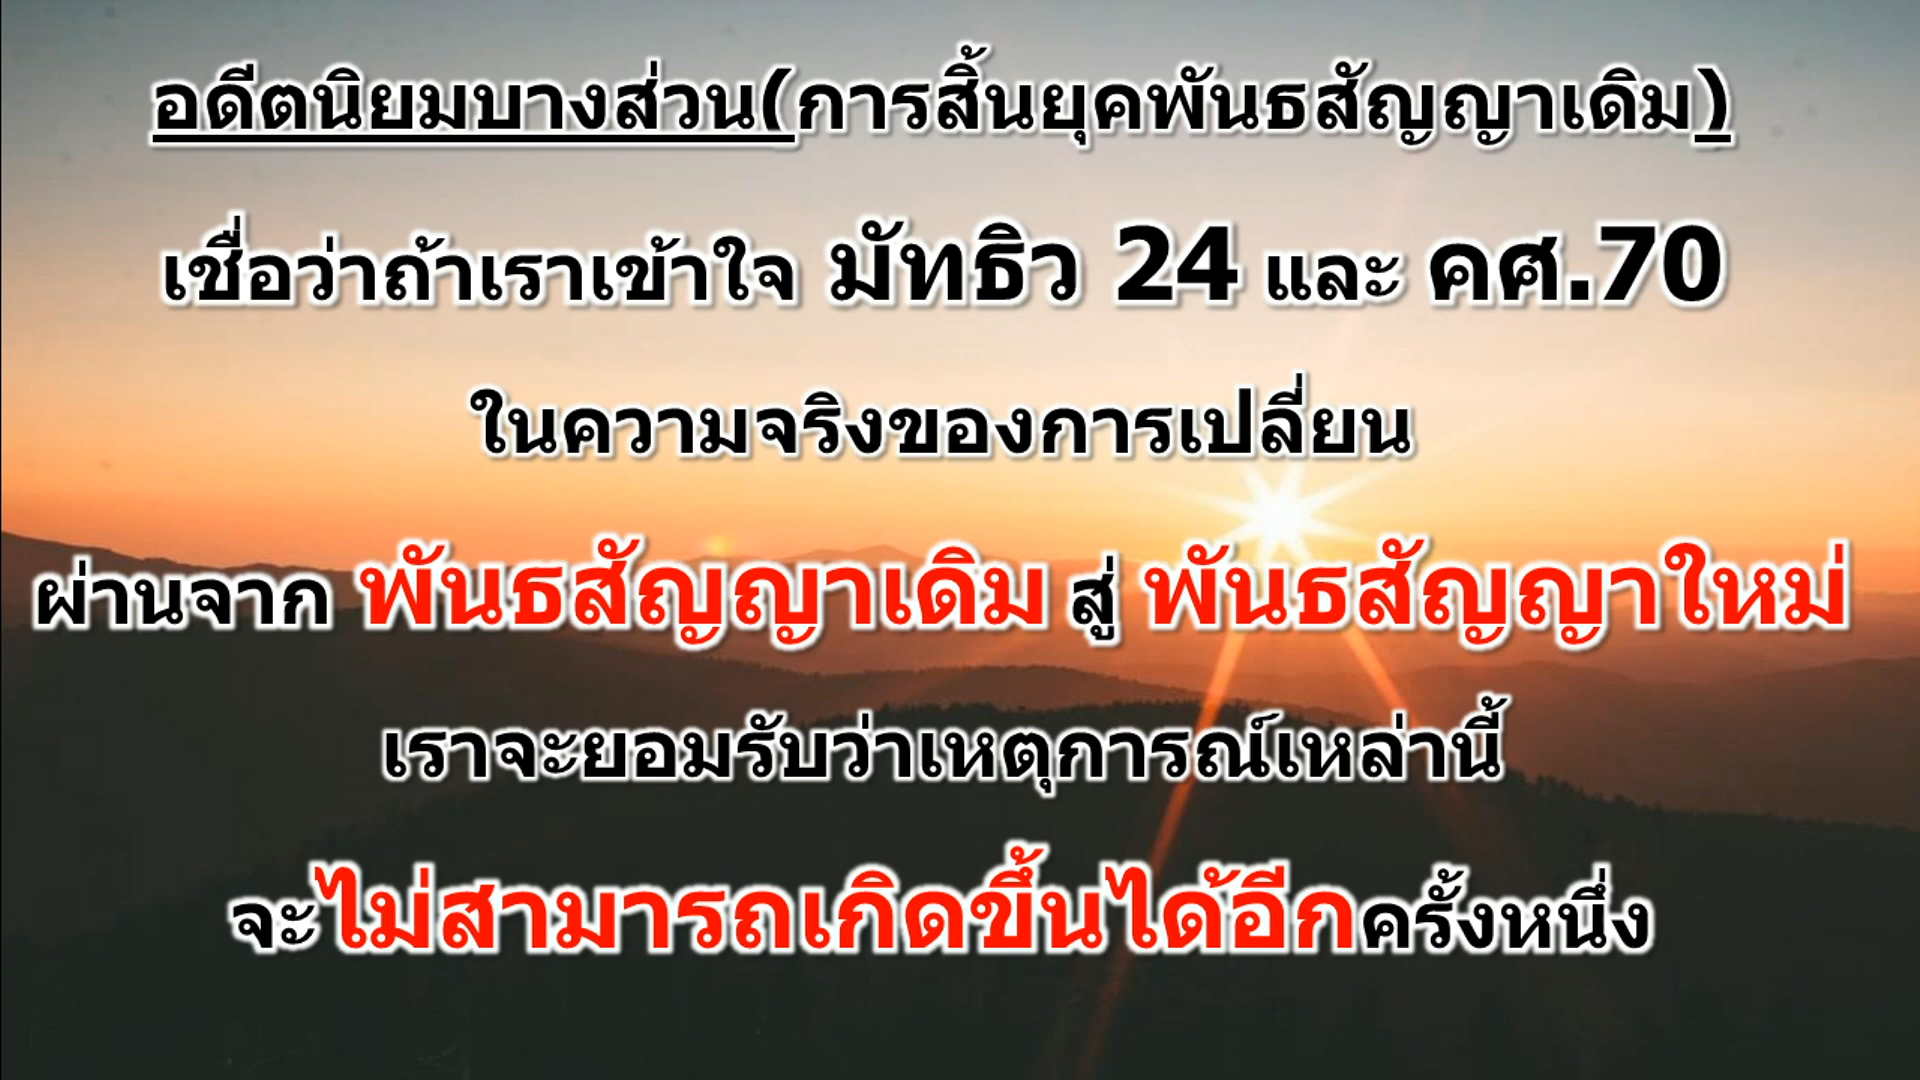 อดีตนิยมบางส่วน(การสิ้นยุคพันธสัญญาเดิม)
เชื่อว่าถ้าเราเข้าใจ มัทธิว 24 และ คศ.70
ในความจริงของการเปลี่ยน
ผ่านจาก พันธสัญญาเดิม สู่ พันธสัญญาใหม่
เราจะยอมรับว่าเหตุการณ์เหล่านี้
จะไม่สามารถเกิดขึ้นได้อีกครั้งหนึ่ง